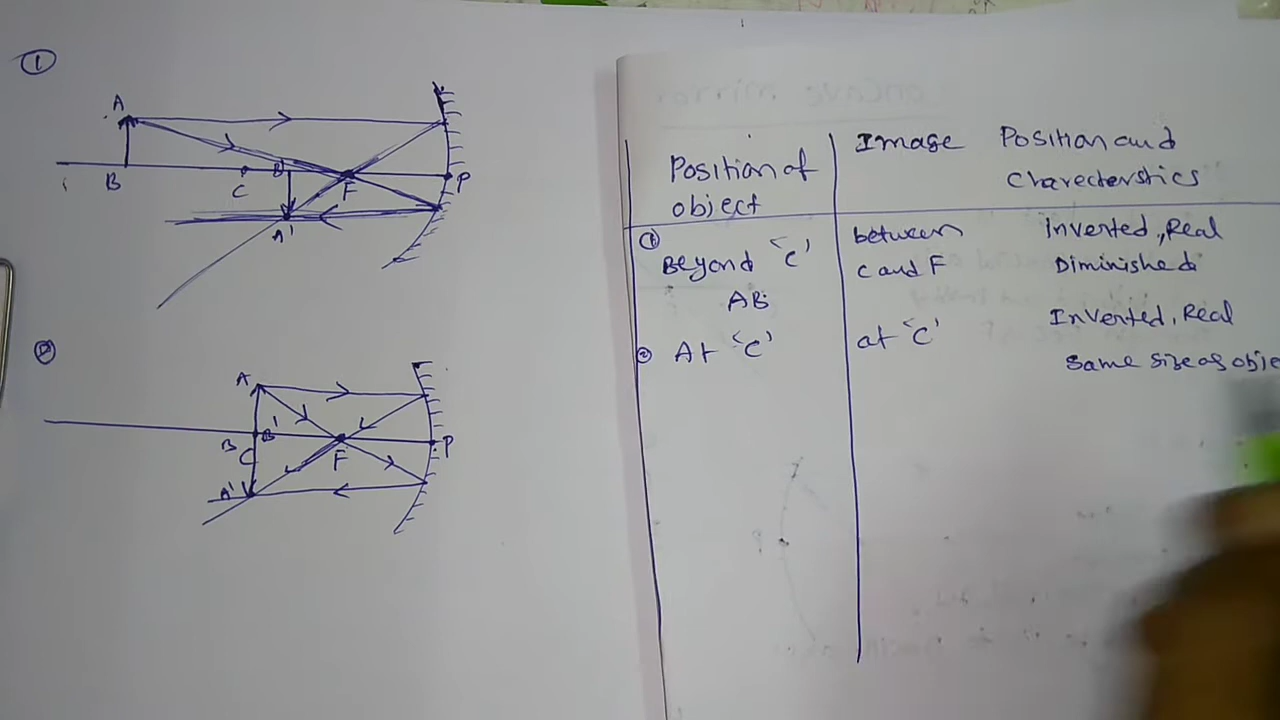 ①
A
B
C
B'
F
P
A'
②
A
B
B'
C
F
P
A'
Position of
object
Image Position and
Charecterstics
①
Beyond 'C'
AB
between
C and F
Inverted, Real
Diminished
② At 'C'
at 'C'
Inverted, Real
Same size as obje